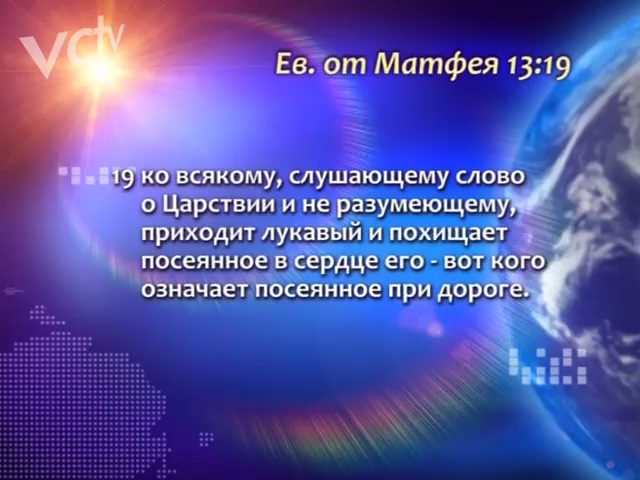 vctv
Ев. от Матфея 13:19
19 ко всякому, слушающему слово
о Царствии и не разумеющему,
приходит лукавый и похищает
посеянное в сердце его - вот кого
означает посеянное при дороге.